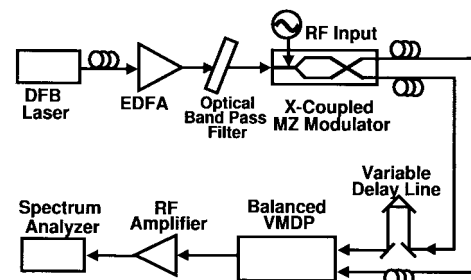 RF Input
DFB
Laser
EDFA
Optical
Band Pass
Filter
X-Coupled
MZ Modulator
Variable
Delay Line
Spectrum
Analyzer
RF
Amplifier
Balanced
VMDP